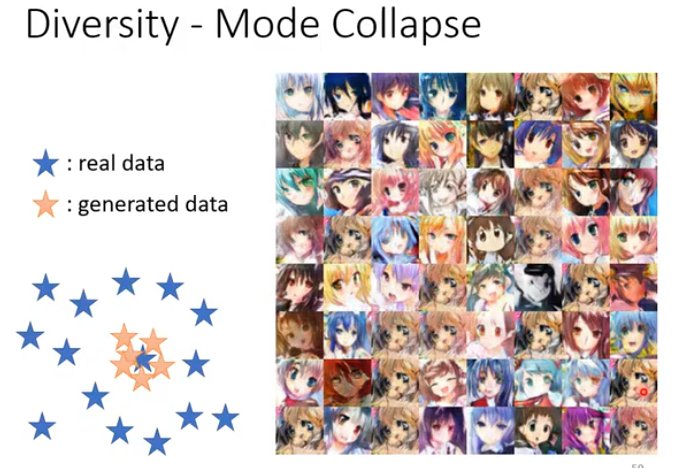 Diversity - Mode Collapse
: real data
: generated data